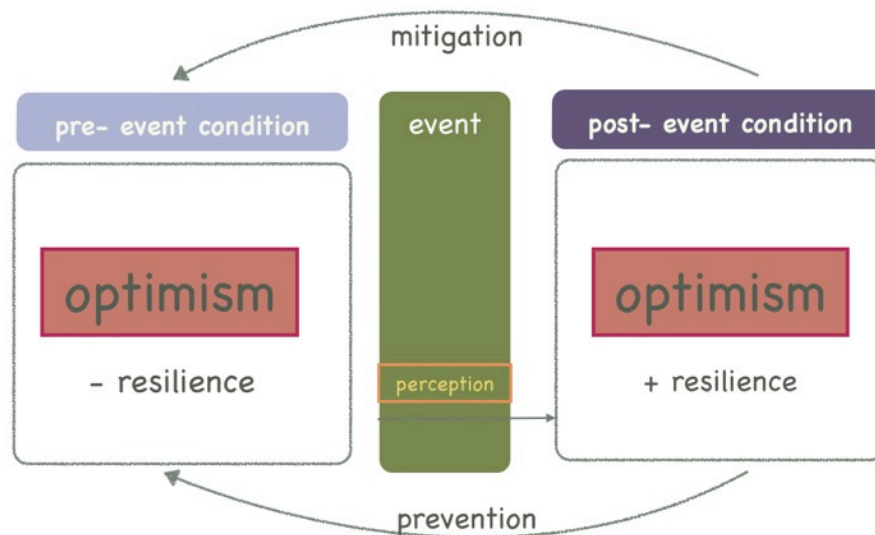 mitigation
pre- event condition
event
post- event condition
optimism
optimism
- resilience
perception
+ resilience
prevention